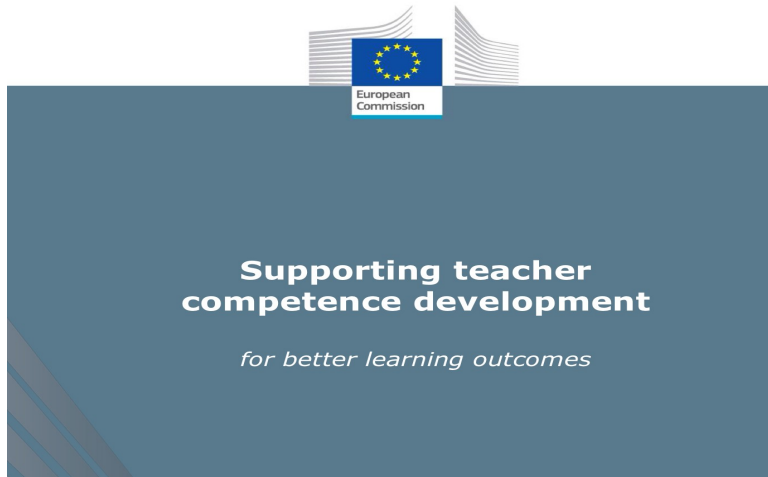 European
Commission
Supporting teacher
competence development
for better learning outcomes